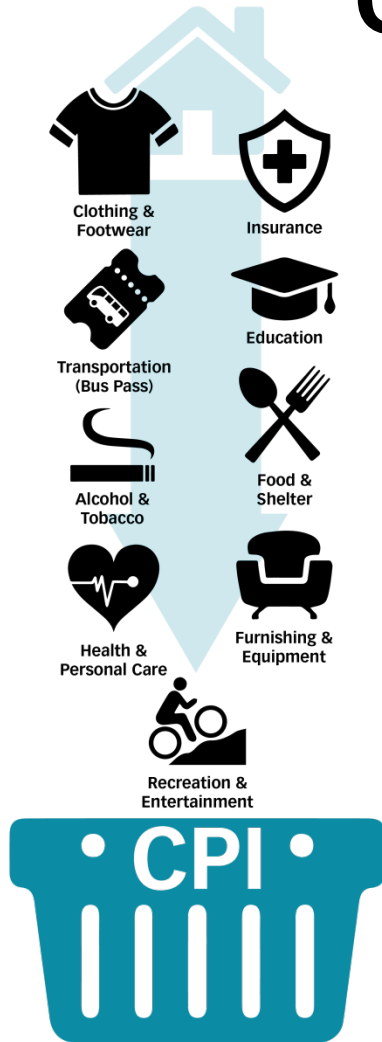 Clothing &
Footwear
Insurance
Transportation
(Bus Pass)
Education
Alcohol &
Tobacco
Food &
Shelter
Health &
Personal Care
Furnishing &
Equipment
Recreation &
Entertainment
CPI